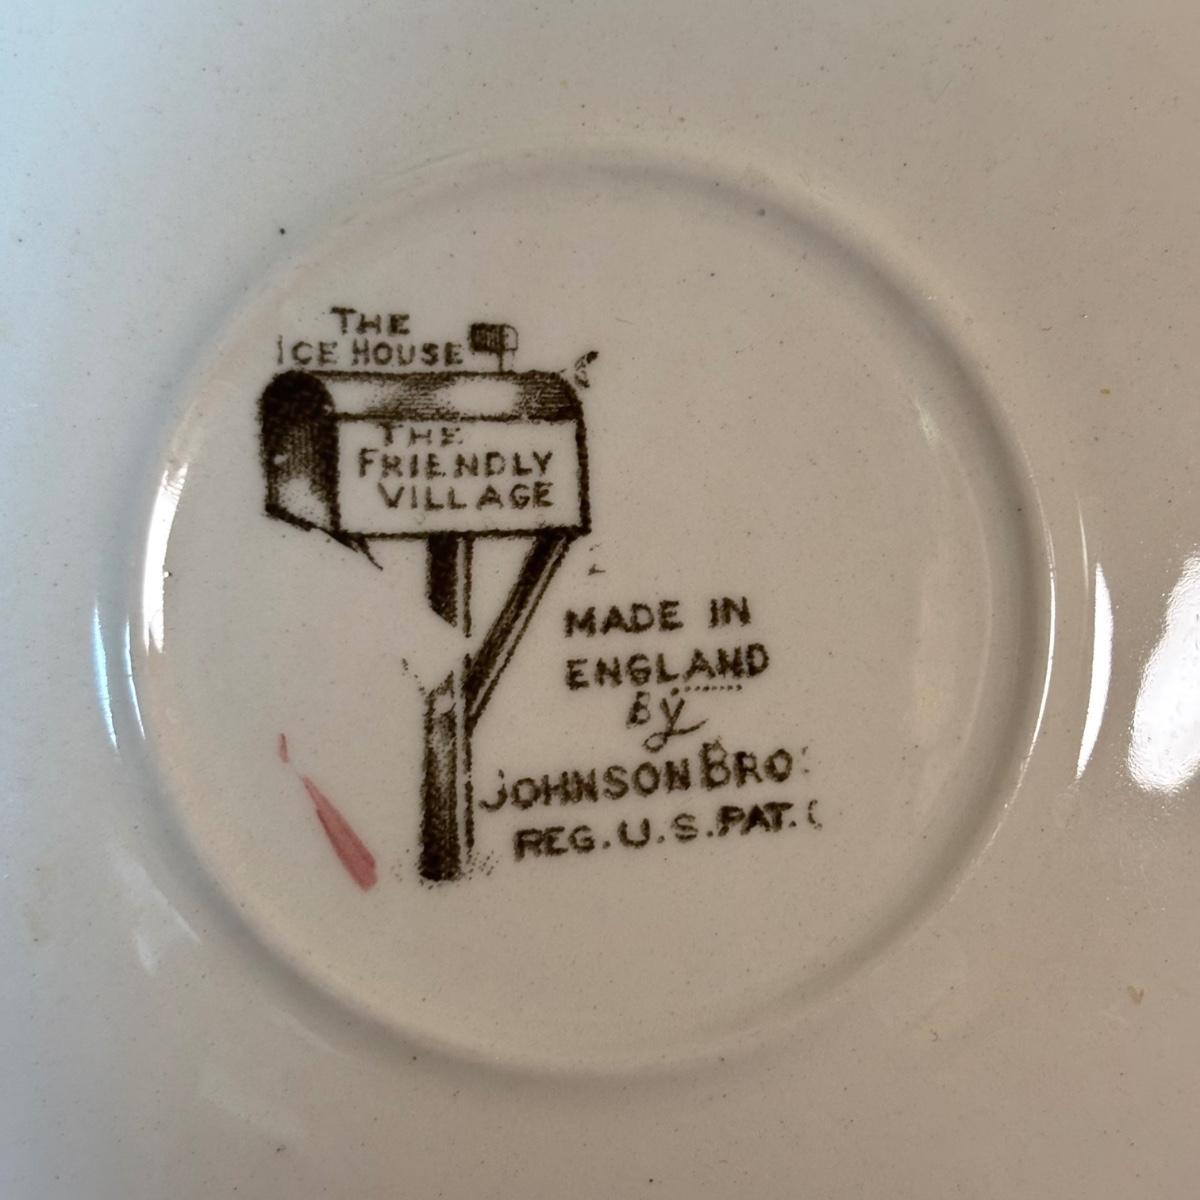 THE
ICE HOUSE
THE
FRIENDLY
VILLAGE
MADE IN
ENGLAND
By
JOHNSON BRO
REG. U.S. PAT.